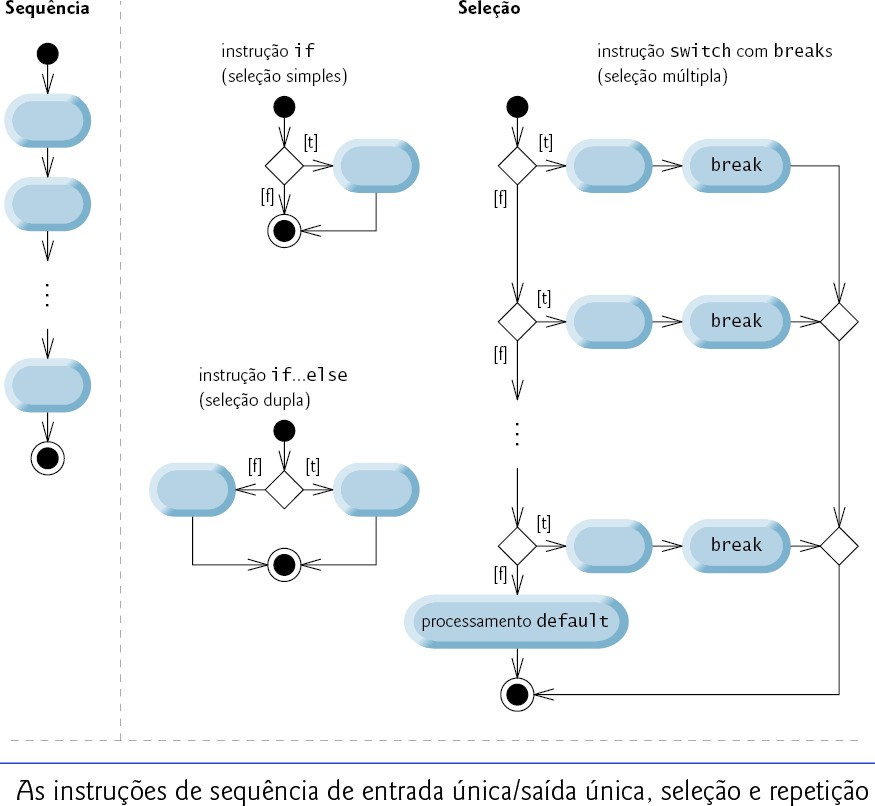 Sequência
Seleção
instrução if
(seleção simples)
[t]
[f]
instrução if...else
(seleção dupla)
[f]
[t]
instrução switch com breaks
(seleção múltipla)
[t]
break
[f]
[t]
break
[f]
[t]
break
[f]
processamento default
As instruções de sequência de entrada única/saída única, seleção e repetição